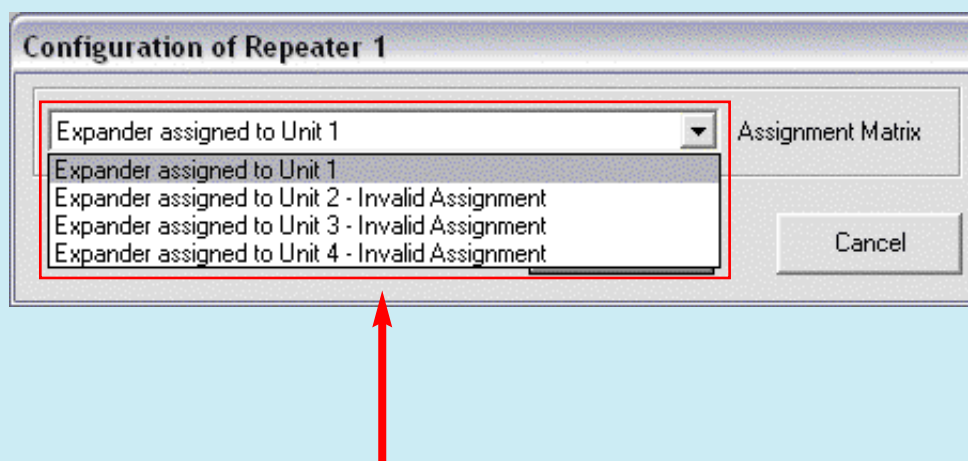 Configuration of Repeater 1
Expander assigned to Unit 1
Assignment Matrix
Expander assigned to Unit 1
Expander assigned to Unit 2 - Invalid Assignment
Expander assigned to Unit 3 - Invalid Assignment
Expander assigned to Unit 4 - Invalid Assignment
Cancel